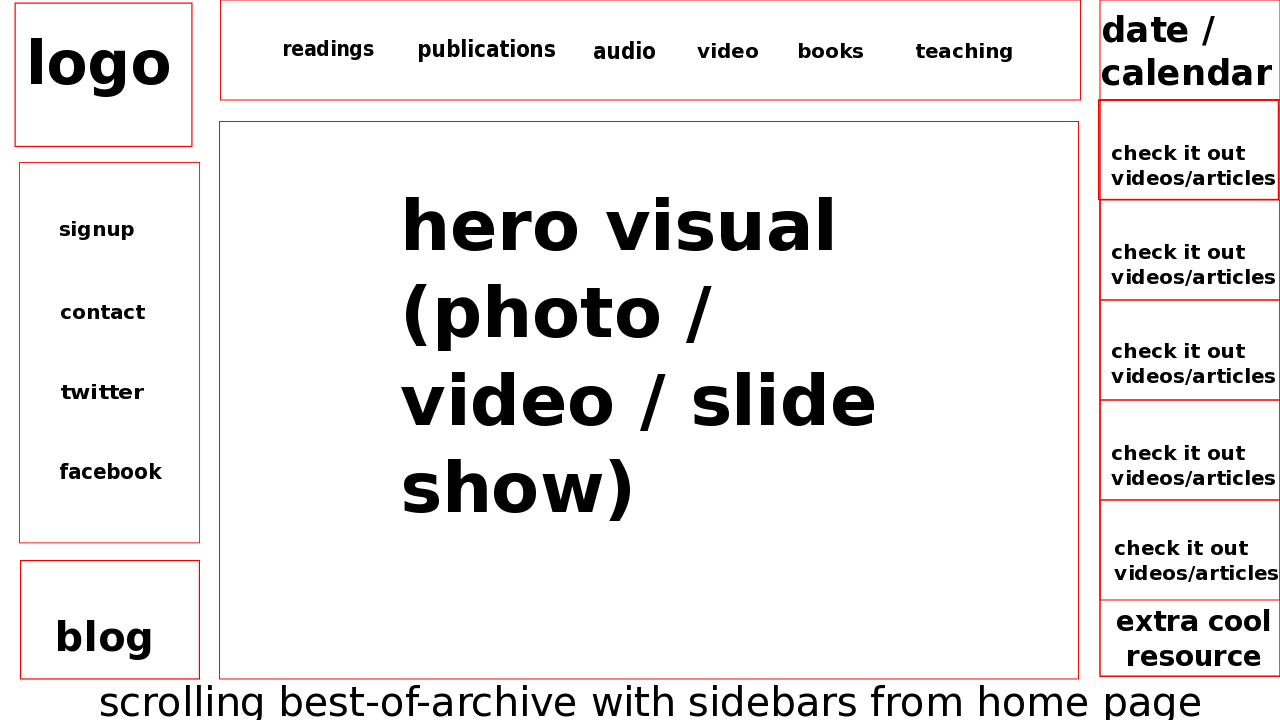 logo
readings publications audio video books teaching
date /
calendar
signup
contact
twitter
facebook
blog
hero visual
(photo /
video / slide
show)
check it out
videos/articles
check it out
videos/articles
check it out
videos/articles
check it out
videos/articles
check it out
videos/articles
extra cool
resource
scrolling best-of-archive with sidebars from home page